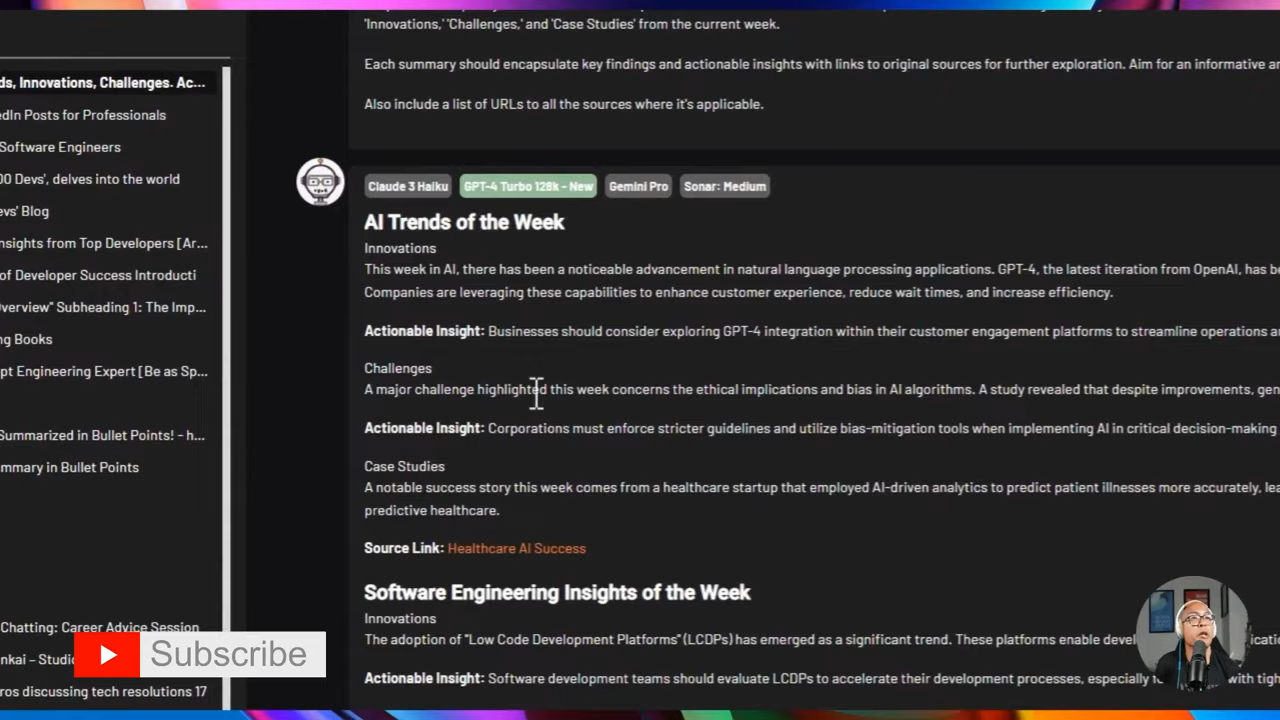 'Innovations,' 'Challenges,' and 'Case Studies' from the current week.
Each summary should encapsulate key findings and actionable insights with links to original sources for further exploration. Aim for an informative
Also include a list of URLs to all the sources where it's applicable.
ds, Innovations, Challenges. Ac...
edIn Posts for Professionals
Software Engineers
00 Devs', delves into the world
evs' Blog
nsights from Top Developers [Ar...
of Developer Success Introducti
Overview" Subheading 1: The Imp...
ng Books
pt Engineering Expert [Be as Sp...
Summarized in Bullet Points! - h...
mmary in Bullet Points
Chatting: Career Advice Session
nkai - Studio
ros discussing tech resolutions 17
Claude 3 Haiku GPT-4 Turbo 128k - New Gemini Pro Sonar: Medium
AI Trends of the Week
Innovations
This week in AI, there has been a noticeable advancement in natural language processing applications. GPT-4, the latest iteration from OpenAI, has be
Companies are leveraging these capabilities to enhance customer experience, reduce wait times, and increase efficiency.
Actionable Insight: Businesses should consider exploring GPT-4 integration within their customer engagement platforms to streamline operations a
Challenges
A major challenge highlighted this week concerns the ethical implications and bias in AI algorithms. A study revealed that despite improvements, gen
Actionable Insight: Corporations must enforce stricter guidelines and utilize bias-mitigation tools when implementing AI in critical decision-making
Case Studies
A notable success story this week comes from a healthcare startup that employed AI-driven analytics to predict patient illnesses more accurately, lea
predictive healthcare.
Source Link: Healthcare AI Success
Software Engineering Insights of the Week
Innovations
The adoption of "Low Code Development Platforms" (LCDPs) has emerged as a significant trend. These platforms enable devel
Actionable Insight: Software development teams should evaluate LCDPs to accelerate their development processes, especially with tigh
Subscribe